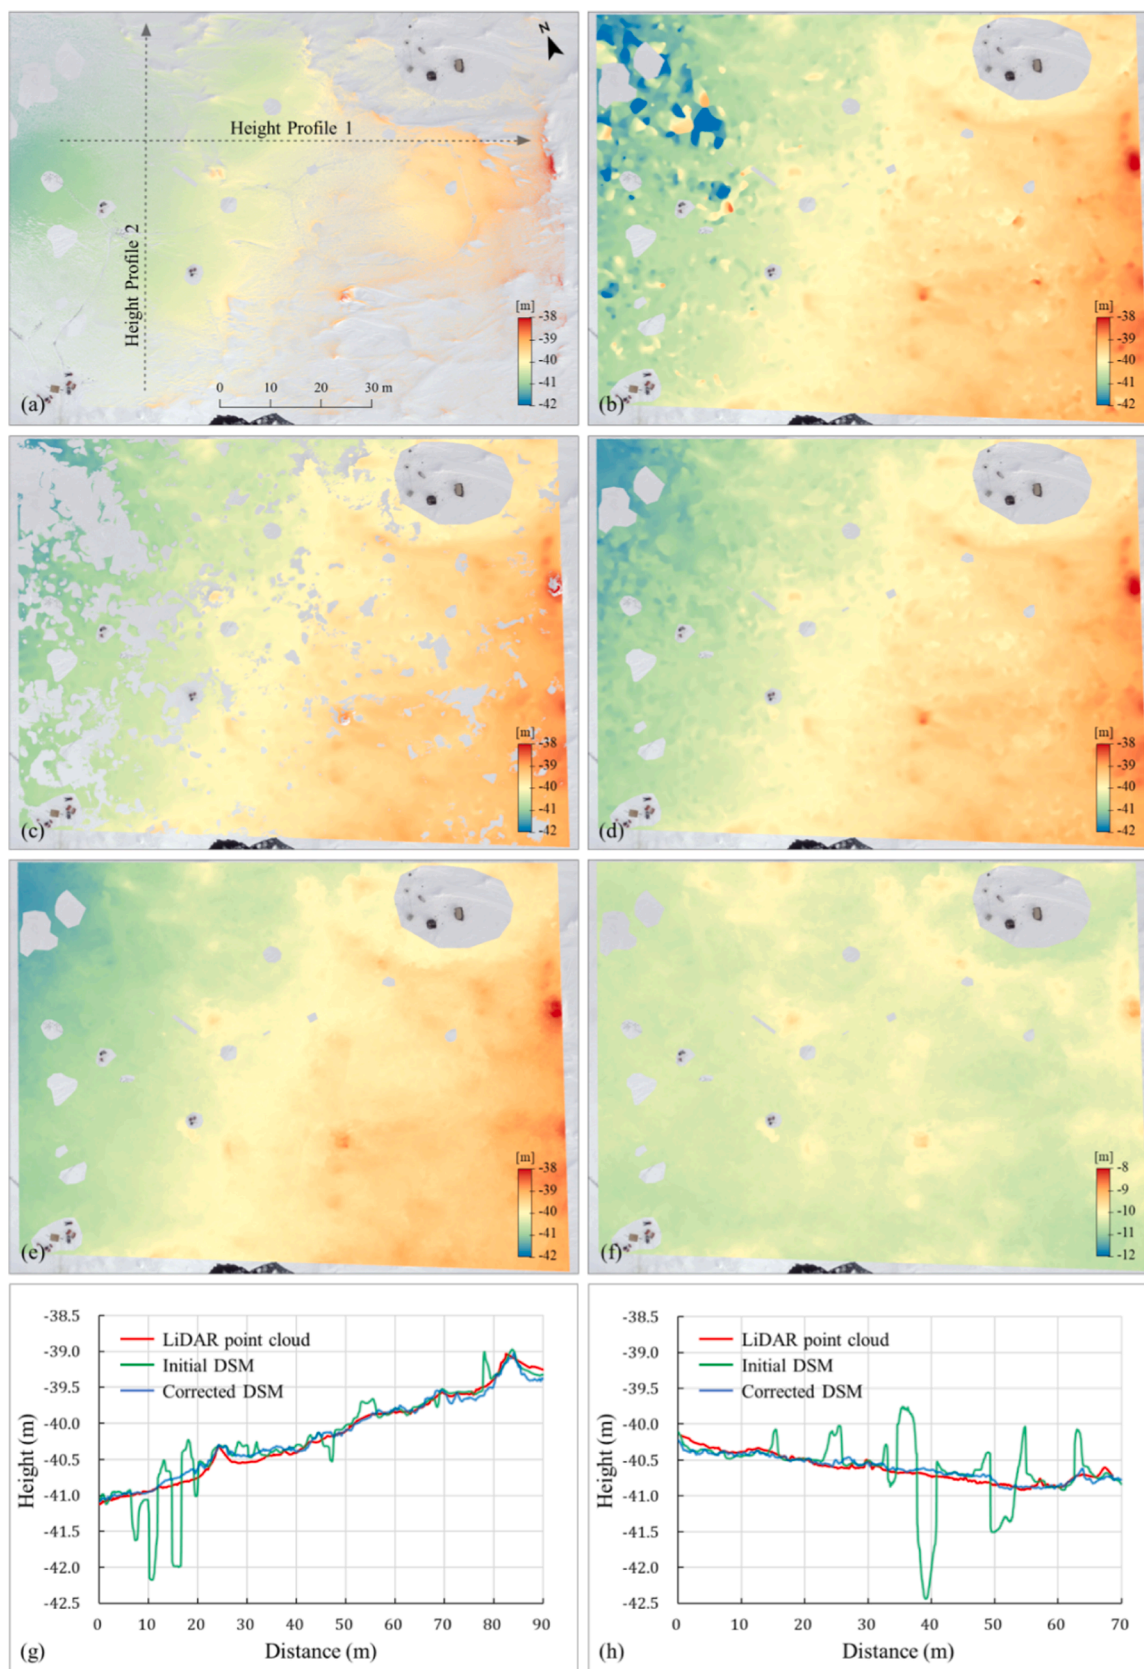 N
Height Profile 1
Height Profile 2
[m]
-38
-39
-40
-41
-42
0 10 20 30 m
(a)
[m]
-38
-39
-40
-41
-42
(b)
[m]
-38
-39
-40
-41
-42
(c)
[m]
-38
-39
-40
-41
-42
(d)
[m]
-38
-39
-40
-41
-42
(e)
[m]
-8
-9
-10
-11
-12
(f)
-38.5
-39.0
-39.5
-40.0
-40.5
-41.0
-41.5
-42.0
-42.5
Height (m)
LiDAR point cloud
Initial DSM
Corrected DSM
0 10 20 30 40 50 60 70 80 90
Distance (m)
(g)
-38.5
-39.0
-39.5
-40.0
-40.5
-41.0
-41.5
-42.0
-42.5
Height (m)
LiDAR point cloud
Initial DSM
Corrected DSM
0 10 20 30 40 50 60 70
Distance (m)
(h)